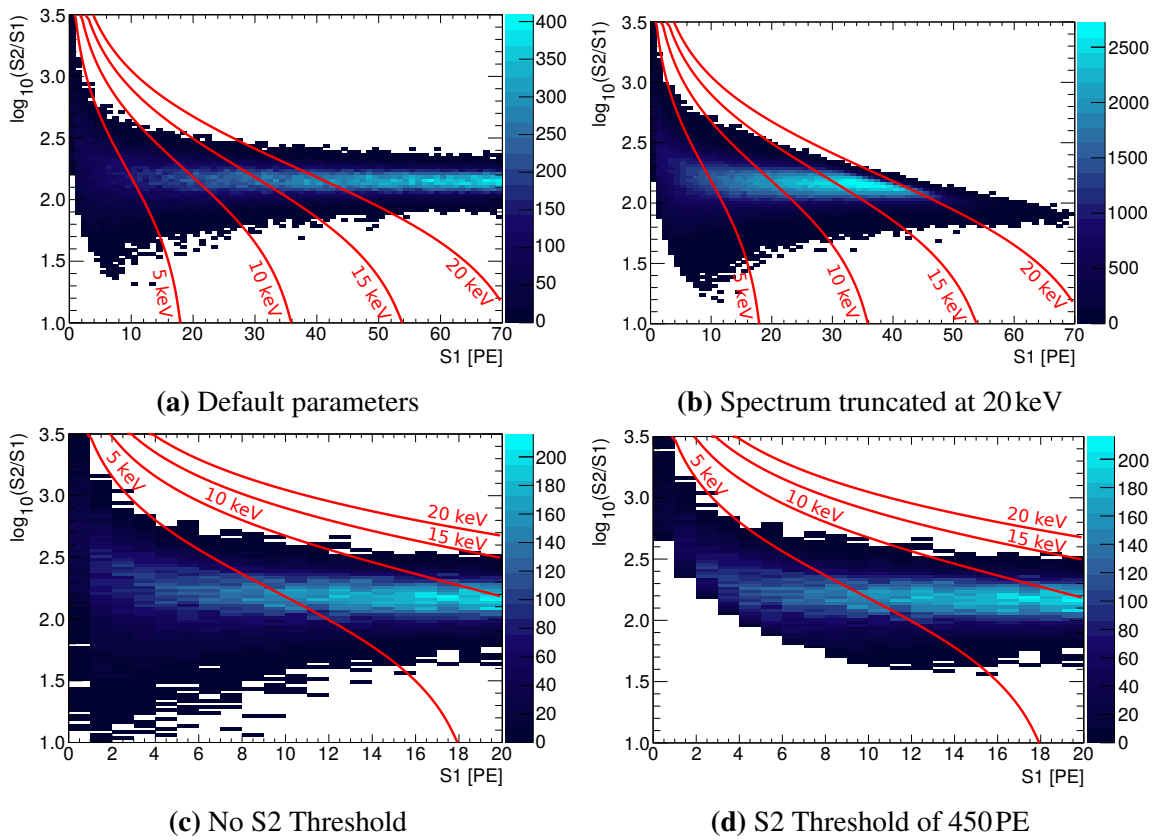 log10(S2/S1)
3.5
3.0
2.5
2.0
1.5
1.0
0 10 20 30 40 50 60 70
S1 [PE]
5 keV
10 keV
15 keV
20 keV
400
350
300
250
200
150
100
50
0
(a) Default parameters
log10(S2/S1)
3.5
3.0
2.5
2.0
1.5
1.0
0 10 20 30 40 50 60 70
S1 [PE]
5 keV
10 keV
15 keV
20 keV
2500
2000
1500
1000
500
(b) Spectrum truncated at 20 keV
log10(S2/S1)
3.5
3.0
2.5
2.0
1.5
1.0
0 2 4 6 8 10 12 14 16 18 20
S1 [PE]
5 keV
10 keV
15 keV
20 keV
200
180
160
140
120
100
80
60
40
20
0
(c) No S2 Threshold
log10(S2/S1)
3.5
3.0
2.5
2.0
1.5
1.0
0 2 4 6 8 10 12 14 16 18 20
S1 [PE]
5 keV
10 keV
15 keV
20 keV
200
180
160
140
120
100
80
60
40
20
0
(d) S2 Threshold of 450 PE